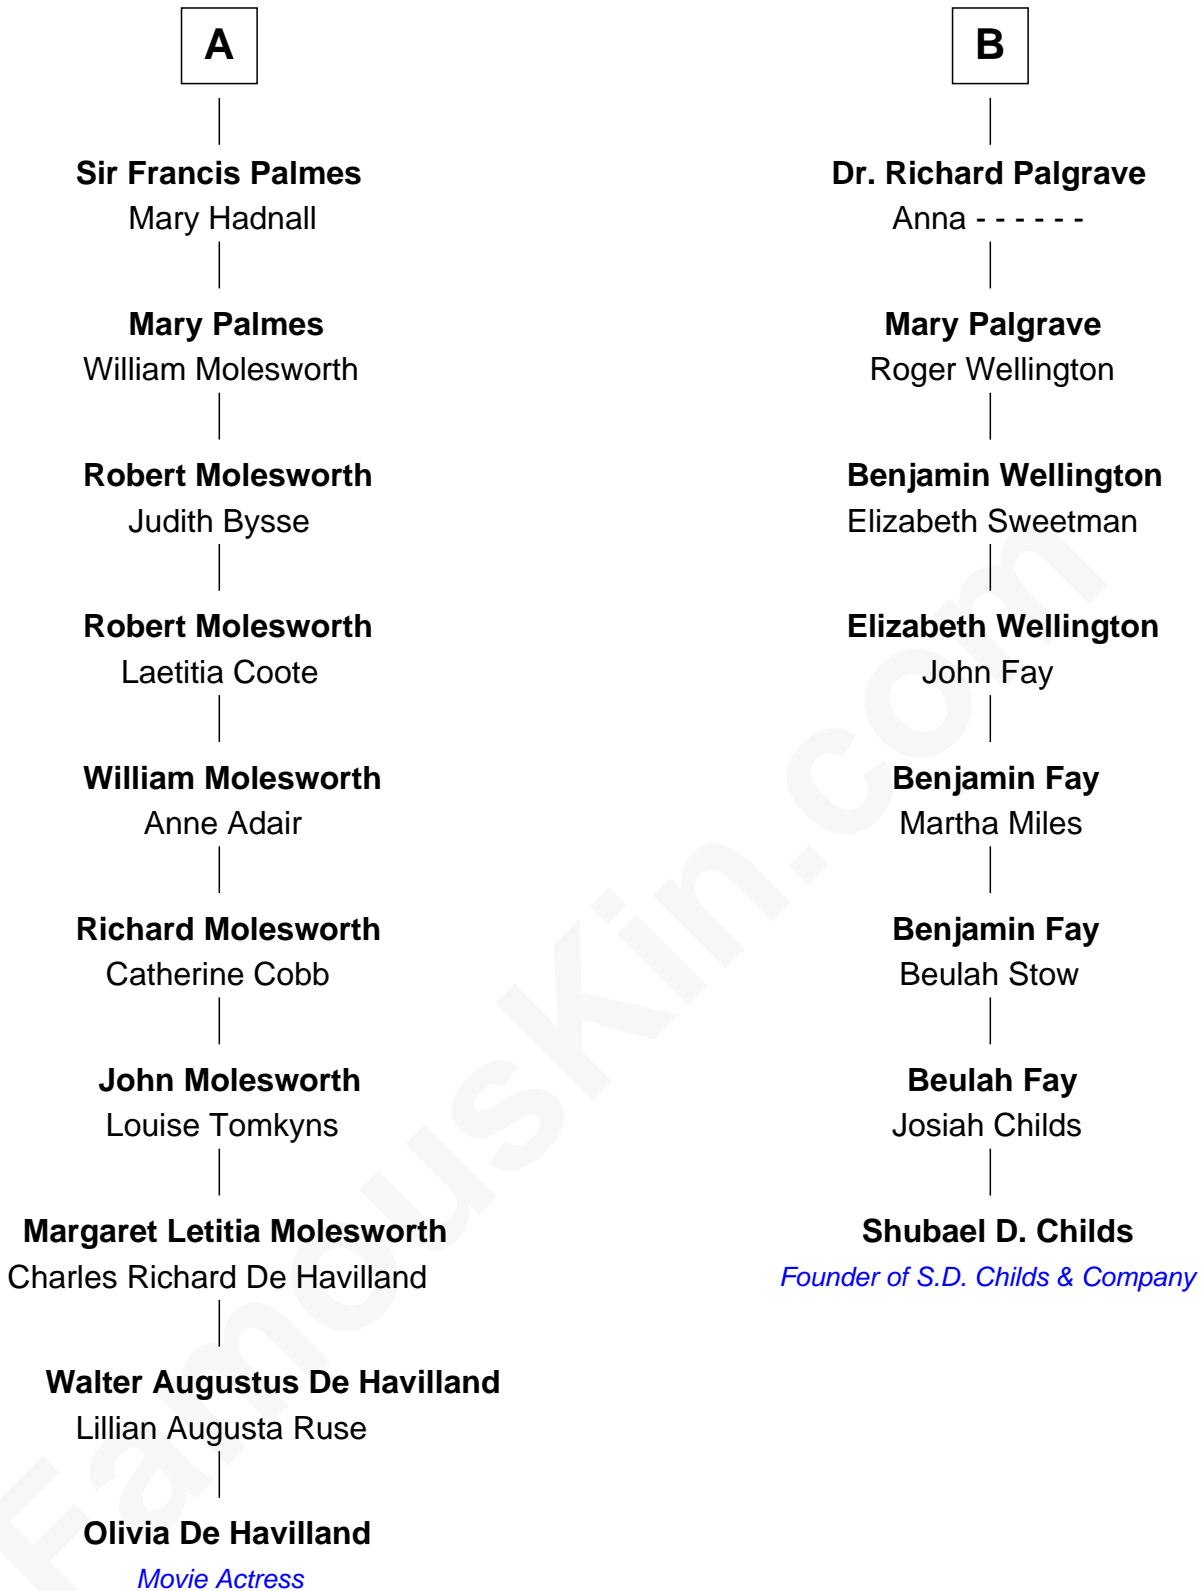 A
Sir Francis Palmes
Mary Hadnall
Mary Palmes
William Molesworth
Robert Molesworth
Judith Bysse
Robert Molesworth
Laetitia Coote
William Molesworth
Anne Adair
Richard Molesworth
Catherine Cobb
John Molesworth
Louise Tomkyns
Margaret Letitia Molesworth
Charles Richard De Havilland
Walter Augustus De Havilland
Lillian Augusta Ruse
Olivia De Havilland
Movie Actress
B
Dr. Richard Palgrave
Anna - - - - - -
Mary Palgrave
Roger Wellington
Benjamin Wellington
Elizabeth Sweetman
Elizabeth Wellington
John Fay
Benjamin Fay
Martha Miles
Benjamin Fay
Beulah Stow
Beulah Fay
Josiah Childs
Shubael D. Childs
Founder of S.D. Childs & Company
FamousKin.com